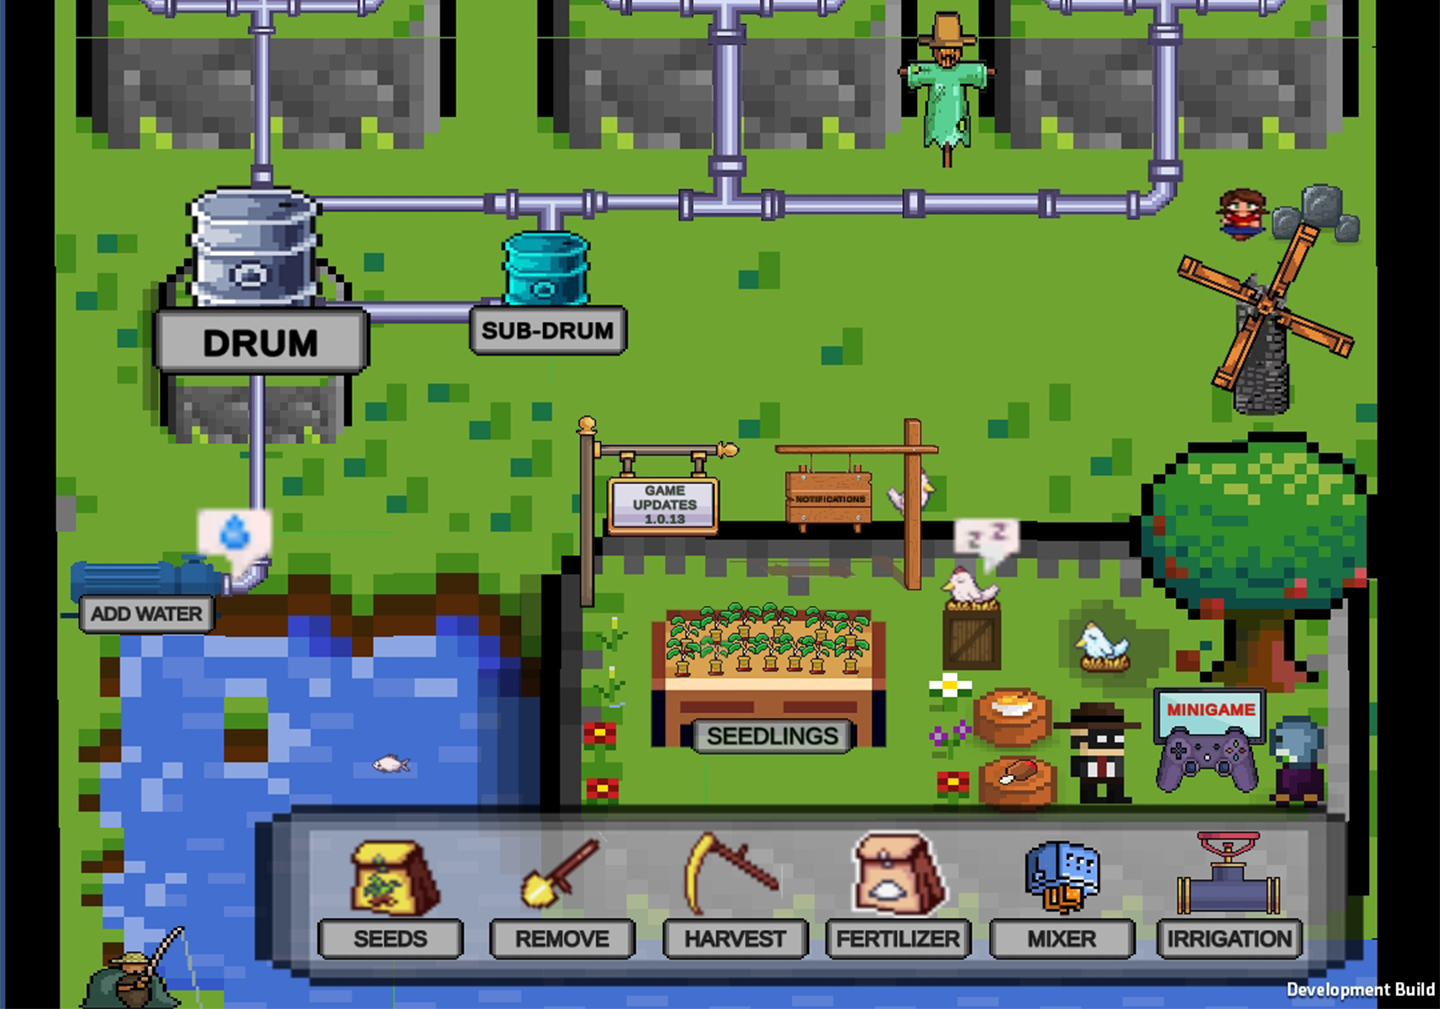 DRUM
SUB-DRUM
GAME
UPDATES
1.0.13
NOTIFICATIONS
z z
ADD WATER
SEEDLINGS
MINIGAME
SEEDS
REMOVE
HARVEST
FERTILIZER
MIXER
IRRIGATION
Development Build